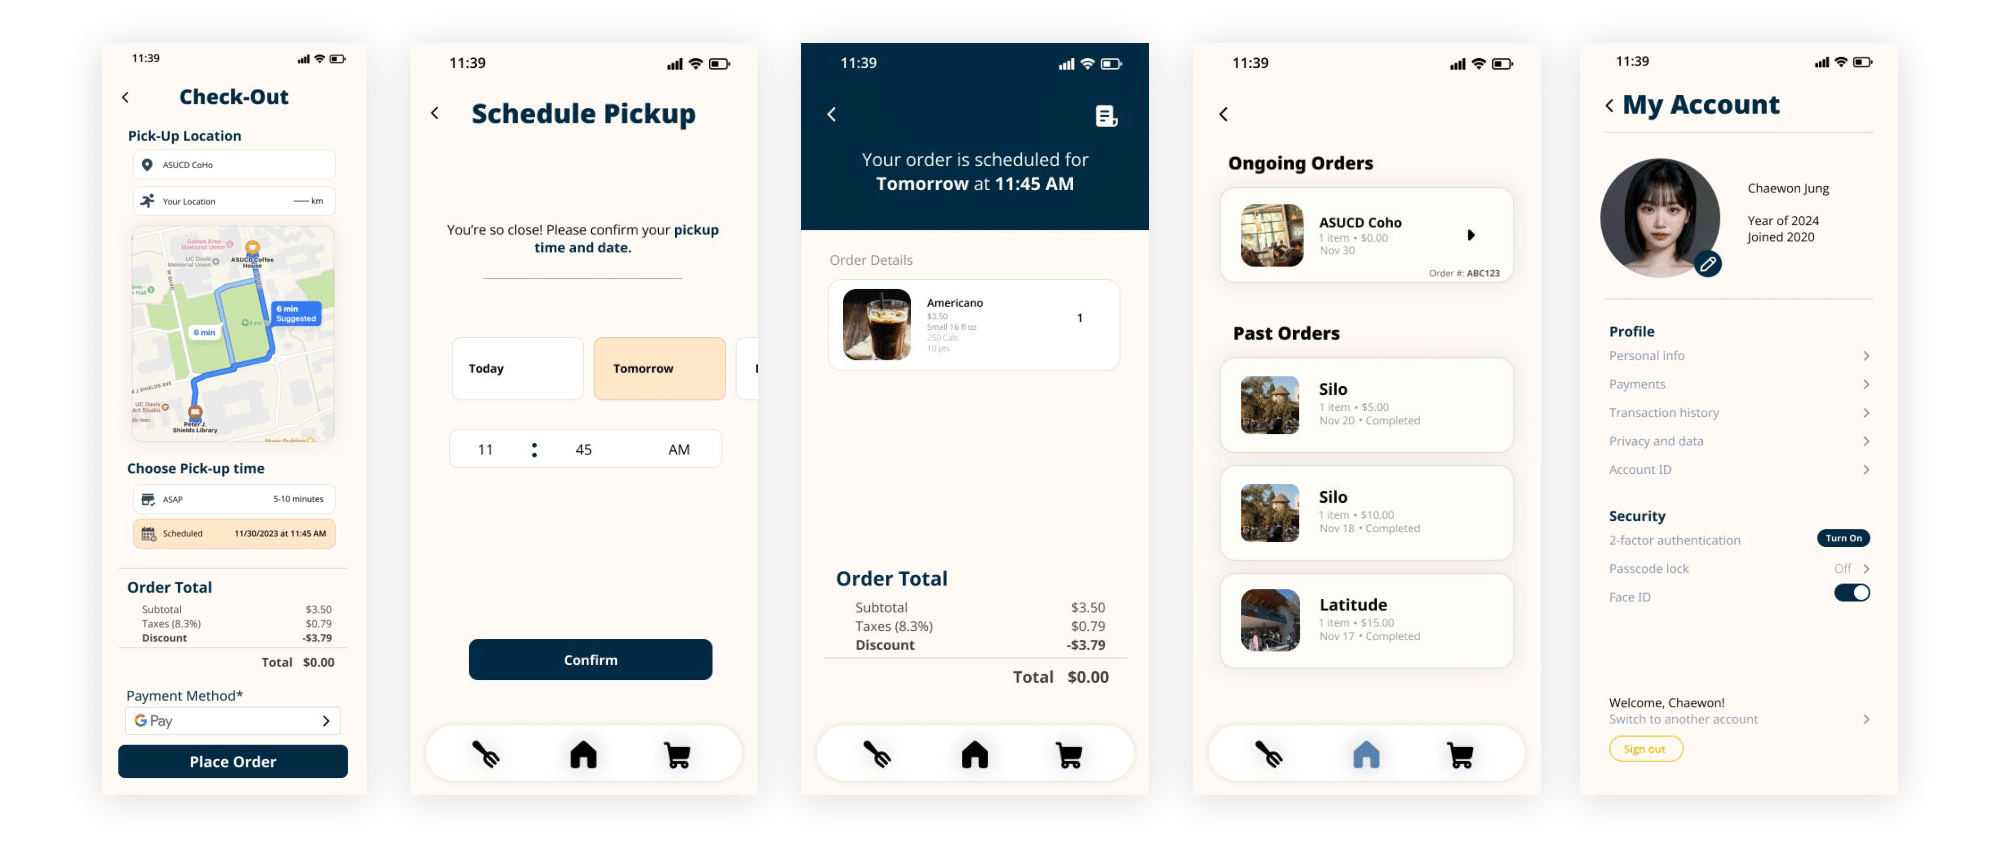 11:39
Check-Out
Pick-Up Location
ASUCD CoHo
Your Location
km
Games Area -
Memorial Union
UC Davis
Memorial Union
ASUCD Coffee
House
W QUAD
6 min
Suggested
6 min
J SHIELDS AVE
UC Davis
Art Studio
Peter J.
Shields Library
Music Building
Choose Pick-up time
ASAP
5-10 minutes
Scheduled
11/30/2023 at 11:45 AM
Order Total
Subtotal $3.50
Taxes (8.3%) $0.79
Discount -$3.79
Total $0.00
Payment Method*
G Pay
Place Order
11:39
Schedule Pickup
You're so close! Please confirm your pickup
time and date.
Today
Tomorrow
11 : 45 AM
Confirm
11:39
Your order is scheduled for
Tomorrow at 11:45 AM
Order Details
Americano
$3.50
Small 16 fl oz
250 Cals
10 pts
1
Order Total
Subtotal $3.50
Taxes (8.3%) $0.79
Discount -$3.79
Total $0.00
11:39
Ongoing Orders
ASUCD Coho
1 item • $0.00
Nov 30
Order #: ABC123
Past Orders
Silo
1 item • $5.00
Nov 20 • Completed
Silo
1 item • $10.00
Nov 18 • Completed
Latitude
1 item • $15.00
Nov 17 • Completed
11:39
My Account
Chaewon Jung
Year of 2024
Joined 2020
Profile
Personal info
Payments
Transaction history
Privacy and data
Account ID
Security
2-factor authentication
Turn On
Passcode lock
Off
Face ID
Welcome, Chaewon!
Switch to another account
Sign out